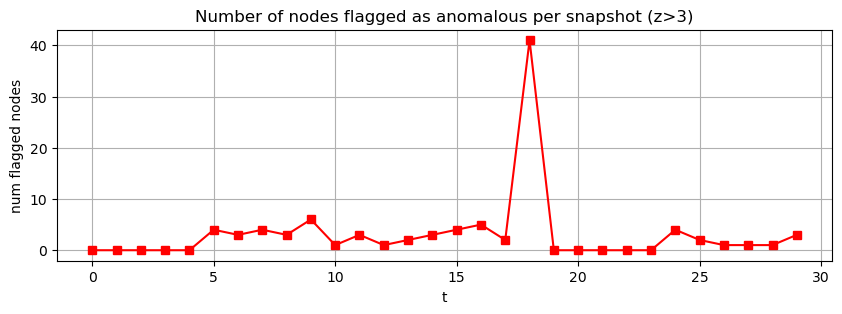 Number of nodes flagged as anomalous per snapshot (z>3)
num flagged nodes
40
30
20
10
0
0 5 10 15 20 25 30
t